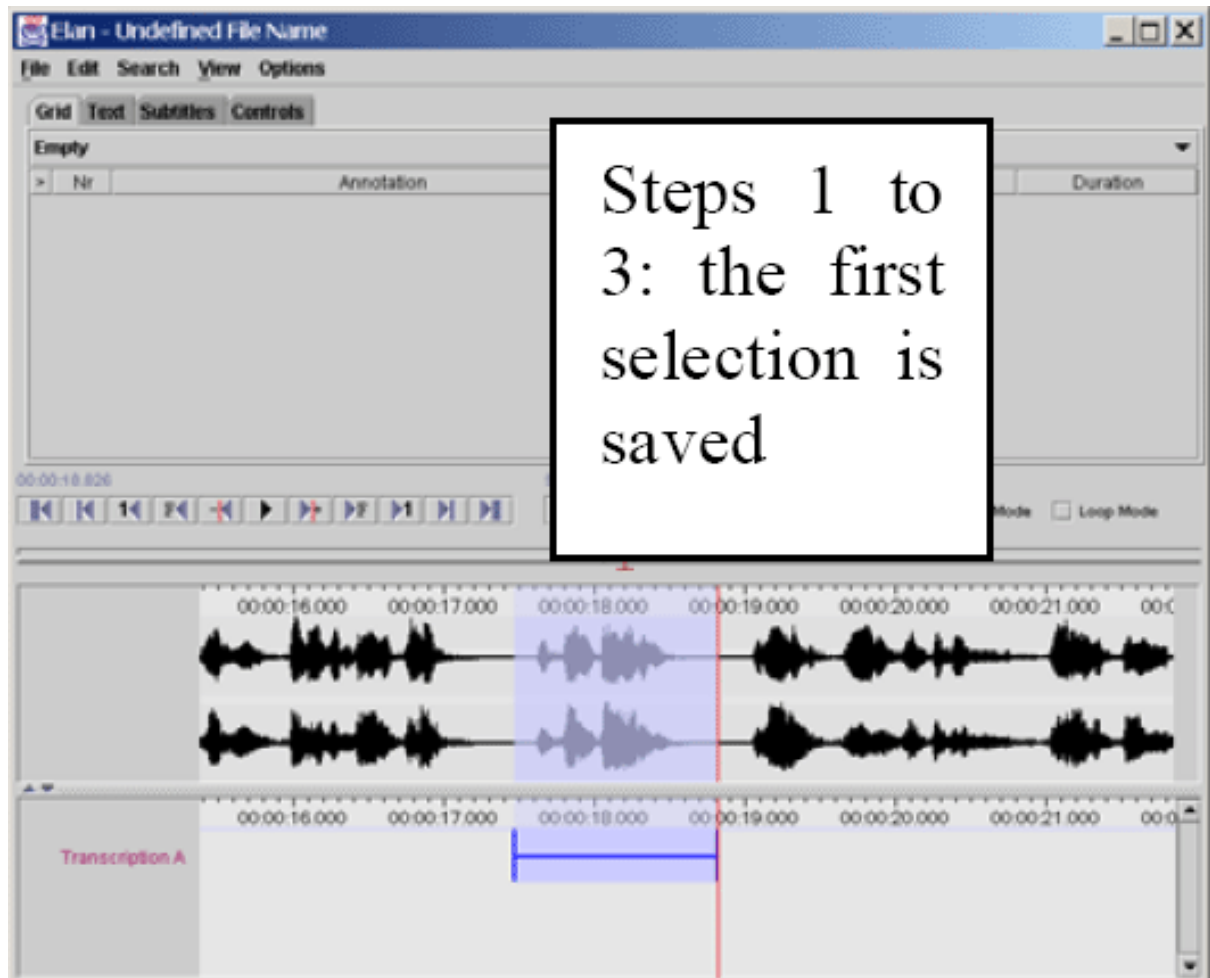 Elan - Undefined File Name
File Edit Search View Options
Grid Text Subtitles Controls
Empty
> Nr Annotation Duration
Steps 1 to
3: the first
selection is
saved
00:00:18.826
Mode Loop Mode
00:00:16.000 00:00:17.000 00:00:18.000 00:00:19.000 00:00:20.000 00:00:21.000
00:00:16.000 00:00:17.000 00:00:18.000 00:00:19.000 00:00:20.000 00:00:21.000
Transcription A